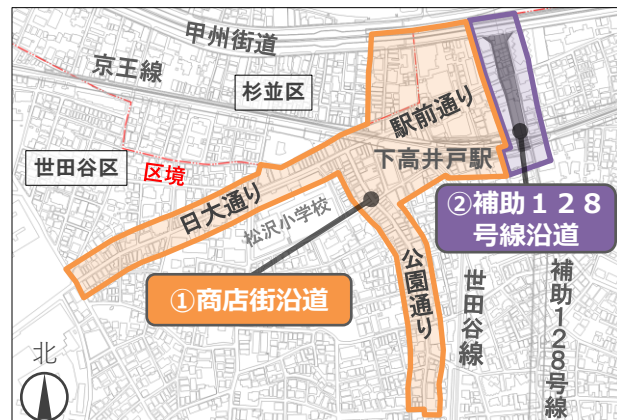 甲州街道
京王線
杉並区
駅前通り
世田谷区
区境
下高井戸駅
日大通り
松沢小学校
②補助１２８
号線沿道
①商店街沿道
公園通り
世田谷線
補助128号線
北